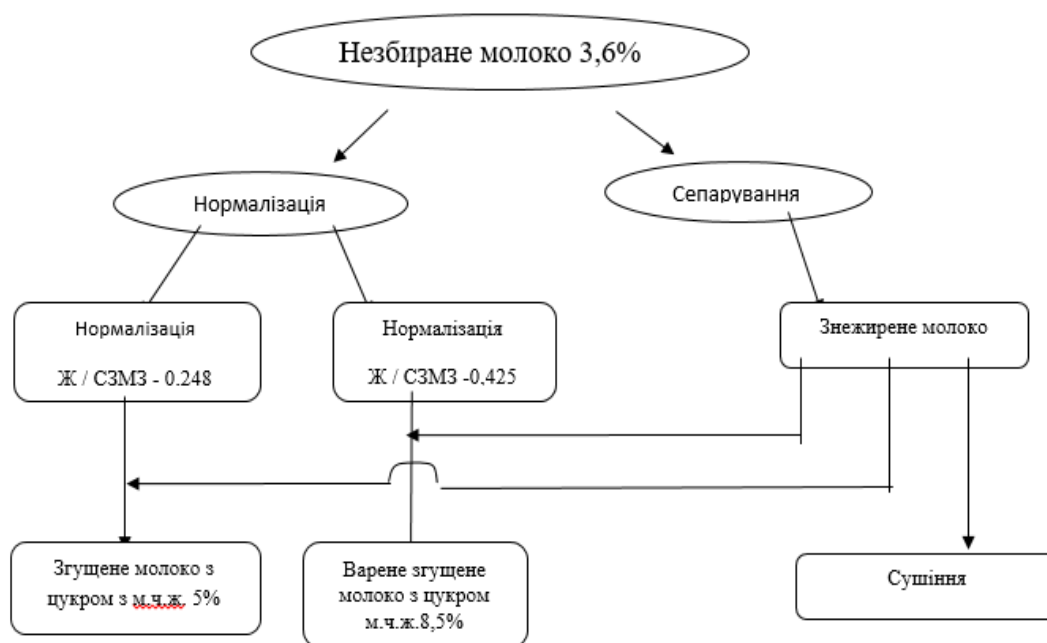 Незбиране молоко 3,6%
Нормалізація
Сепарування
Нормалізація
Ж / СЗМЗ - 0.248
Нормалізація
Ж / СЗМЗ -0,425
Знежирене молоко
Згущене молоко з
цукром з м.ч.ж. 5%
Варене згущене
молоко з цукром
м.ч.ж.8,5%
Сушіння